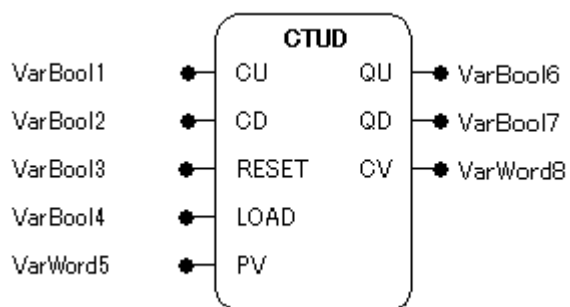 CTUD
VarBool1 CU QU VarBool6
VarBool2 CD QD VarBool7
VarBool3 RESET CV VarWord8
VarBool4 LOAD
VarWord5 PV